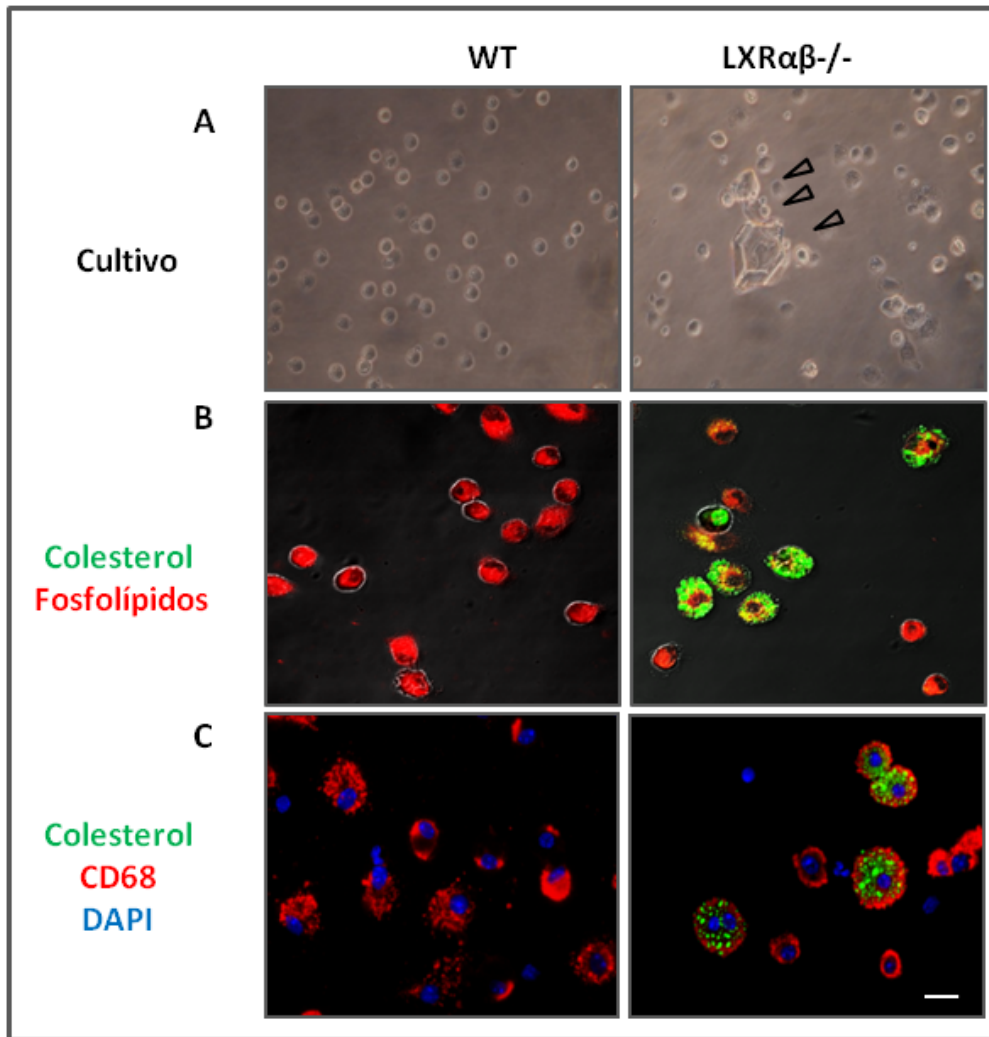 WT
LXRαβ-/-
A
Cultivo
B
Colesterol
Fosfolípidos
C
Colesterol
CD68
DAPI